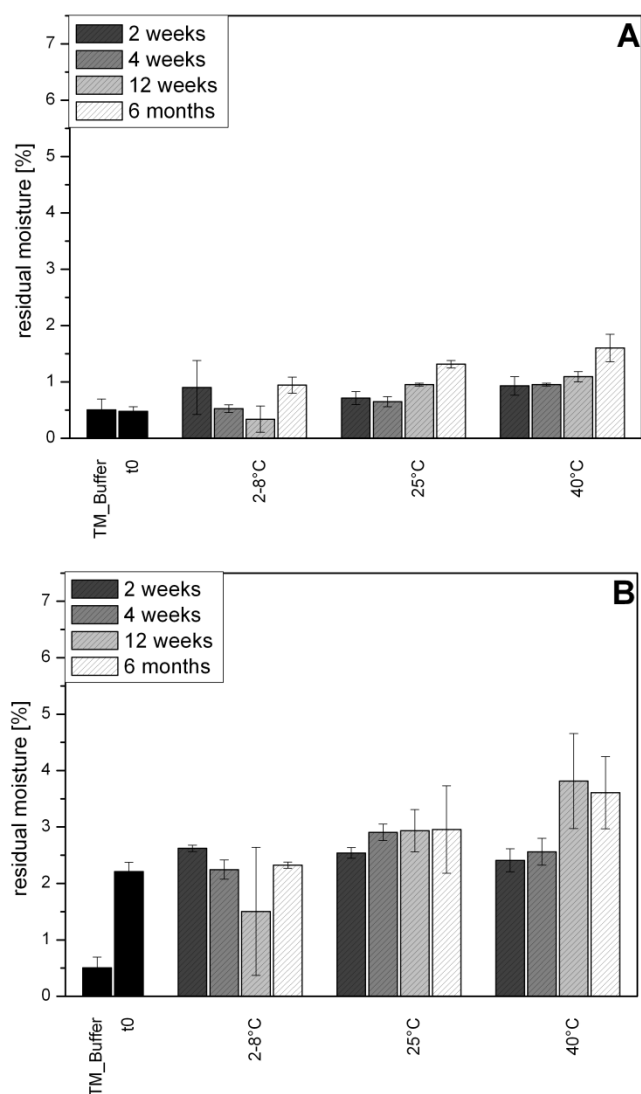 A
2 weeks
4 weeks
12 weeks
6 months
residual moisture [%]
7
6
5
4
3
2
1
0
TM_Buffer
t0
2-8°C
25°C
40°C
B
2 weeks
4 weeks
12 weeks
6 months
residual moisture [%]
7
6
5
4
3
2
1
0
TM_Buffer
t0
2-8°C
25°C
40°C